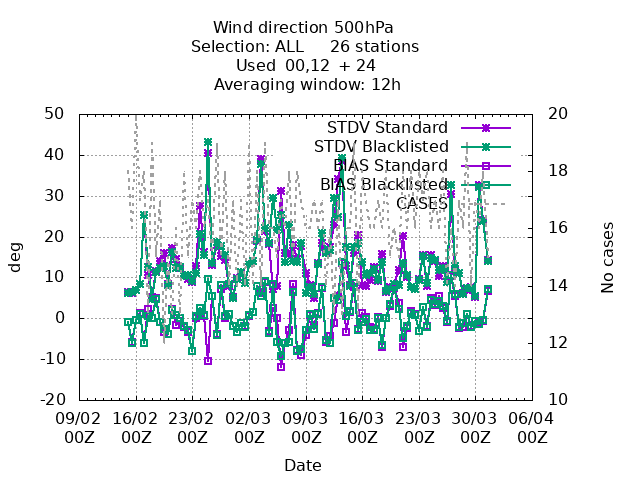 Wind direction 500hPa
Selection: ALL 26 stations
Used 00,12 + 24
Averaging window: 12h
STDV Standard
STDV Blacklisted
BIAS Standard
BIAS Blacklisted
CASES
50
40
30
20
10
0
-10
-20
deg
20
18
16
14
12
10
No cases
09/02 16/02 23/02 02/03 09/03 16/03 23/03 30/03 06/04
00Z 00Z 00Z 00Z 00Z 00Z 00Z 00Z 00Z
Date